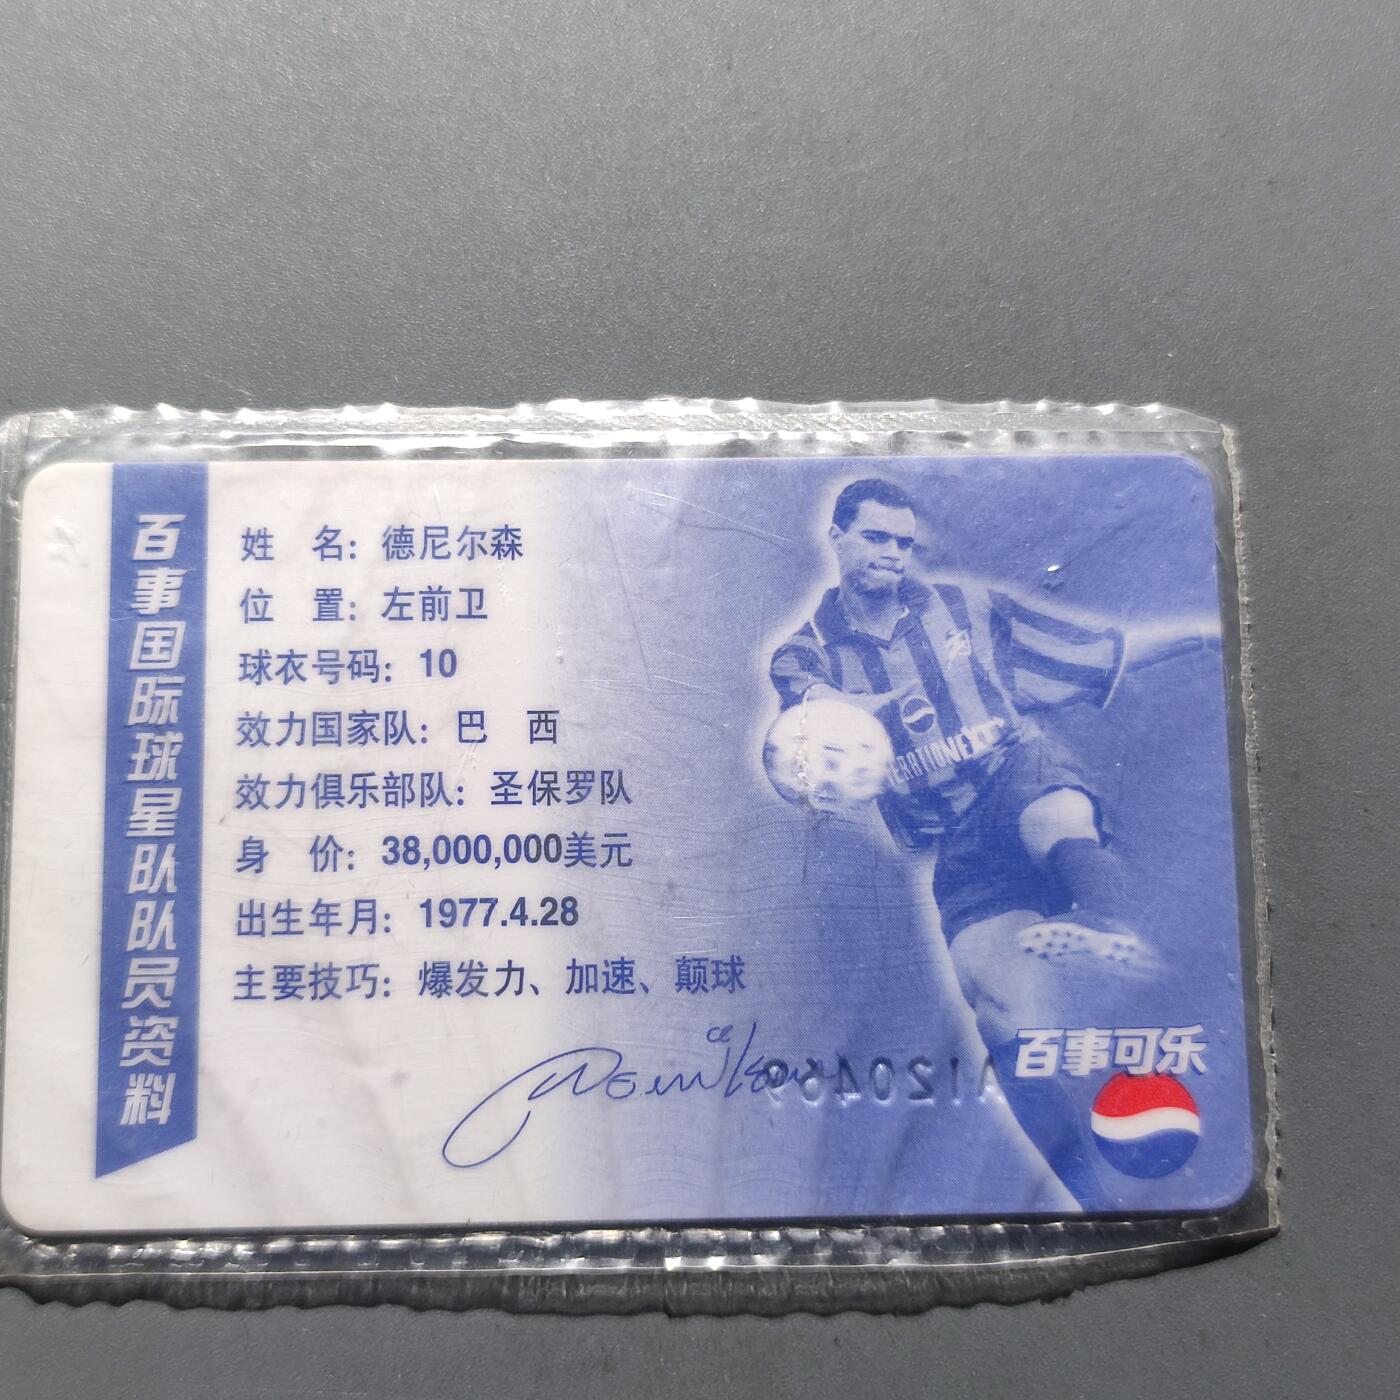 百事国际球星队队员资料
姓　名：德尼尔森
位　置：左前卫
球衣号码：10
效力国家队：巴　西
效力俱乐部队：圣保罗队
身　价：38,000,000美元
出生年月：1977.4.28
主要技巧：爆发力、加速、颠球
ERATIONEXT
AI20469
百事可乐